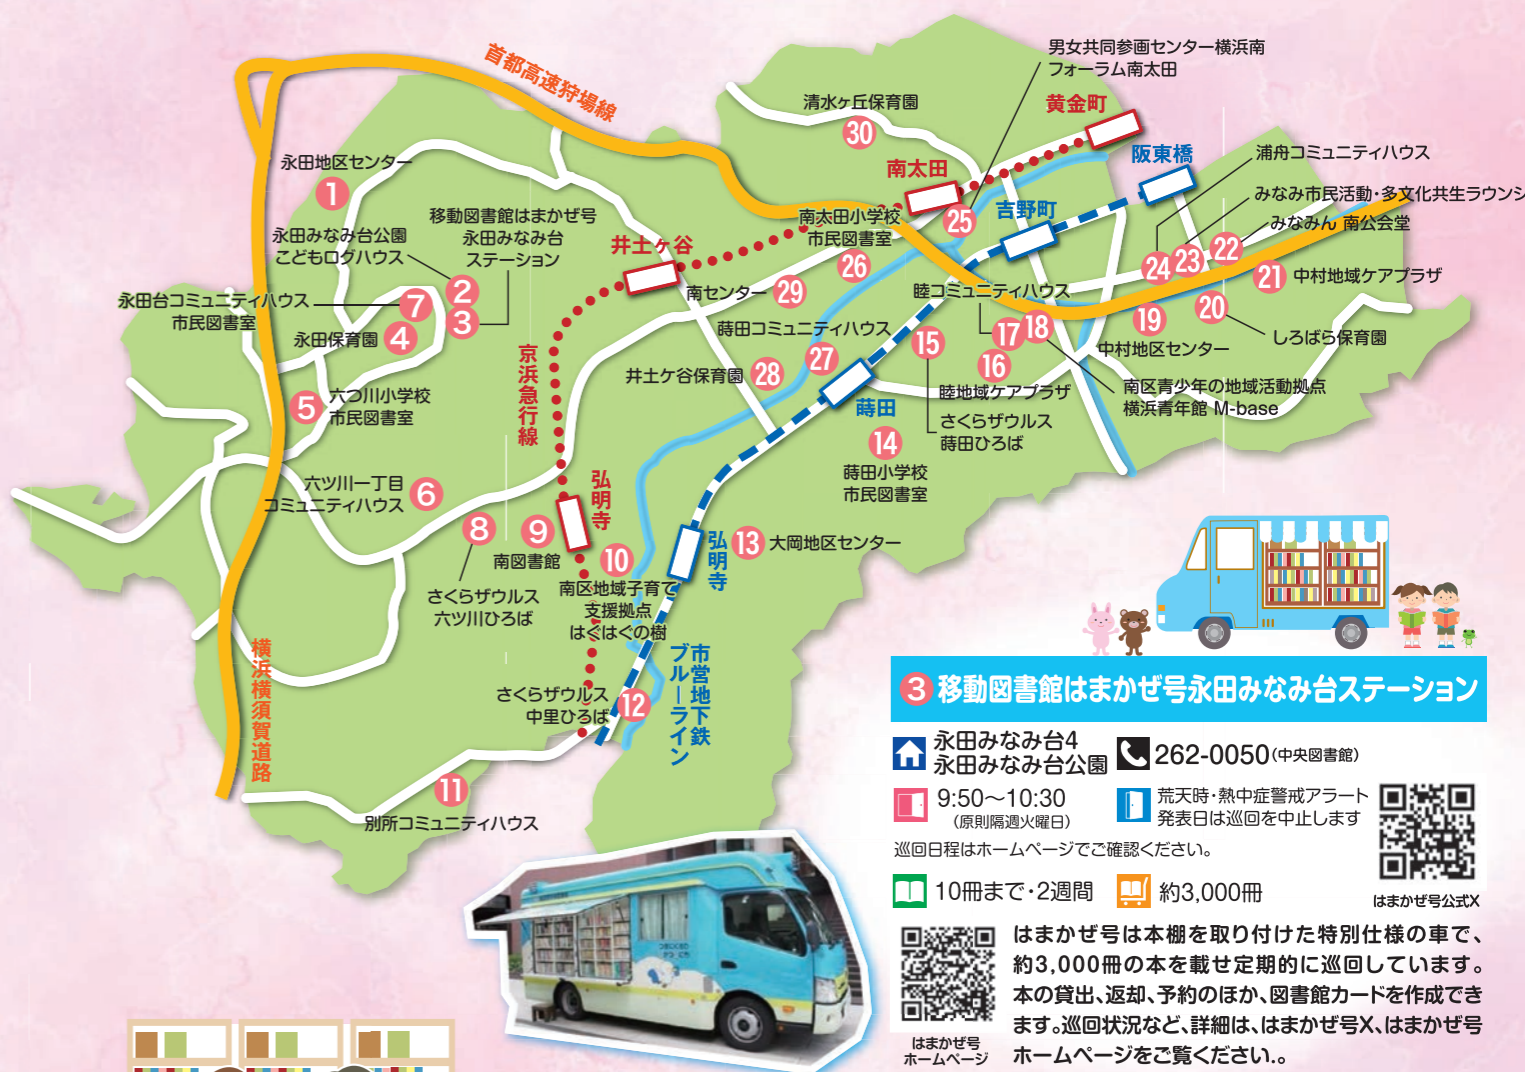 首都高速狩場線
男女共同参画センター横浜南
フォーラム南太田
清水ヶ丘保育園
30
黄金町
阪東橋
浦舟コミュニティハウス
永田地区センター
1
南太田
みなみ市民活動・多文化共生ラウンジ
移動図書館はまかぜ号
永田みなみ台
ステーション
南太田小学校
市民図書室
25
吉野町
みなみん 南公会堂
永田みなみ台公園
こどもログハウス
井土ヶ谷
26
24
23
22
21
中村地域ケアプラザ
2
永田台コミュニティハウス
市民図書室
7
3
南センター
29
睦コミュニティハウス
20
永田保育園
4
蒔田コミュニティハウス
27
15
17
18
19
しろばら保育園
中村地区センター
京浜急行線
井土ケ谷保育園
28
16
睦地域ケアプラザ
南区青少年の地域活動拠点
横浜青年館 M-base
5
六つ川小学校
市民図書室
蒔田
さくらザウルス
蒔田ひろば
14
蒔田小学校
市民図書室
六ツ川一丁目
コミュニティハウス
6
弘明寺
8
9
南図書館
10
弘明寺
13
大岡地区センター
さくらザウルス
六ツ川ひろば
南区地域子育て
支援拠点
はぐはぐの樹
横浜横須賀道路
市営地下鉄
ブルーライン
さくらザウルス
中里ひろば
12
11
別所コミュニティハウス
3 移動図書館はまかぜ号永田みなみ台ステーション
永田みなみ台4
永田みなみ台公園
262-0050(中央図書館)
9:50〜10:30
(原則隔週火曜日)
荒天時・熱中症警戒アラート
発表日は巡回を中止します
巡回日程はホームページでご確認ください。
10冊まで・2週間
約3,000冊
はまかぜ号公式X
はまかぜ号は本棚を取り付けた特別仕様の車で、
約3,000冊の本を載せ定期的に巡回しています。
本の貸出、返却、予約のほか、図書館カードを作成でき
ます。巡回状況など、詳細は、はまかぜ号X、はまかぜ号
ホームページをご覧ください。。
はまかぜ号
ホームページ